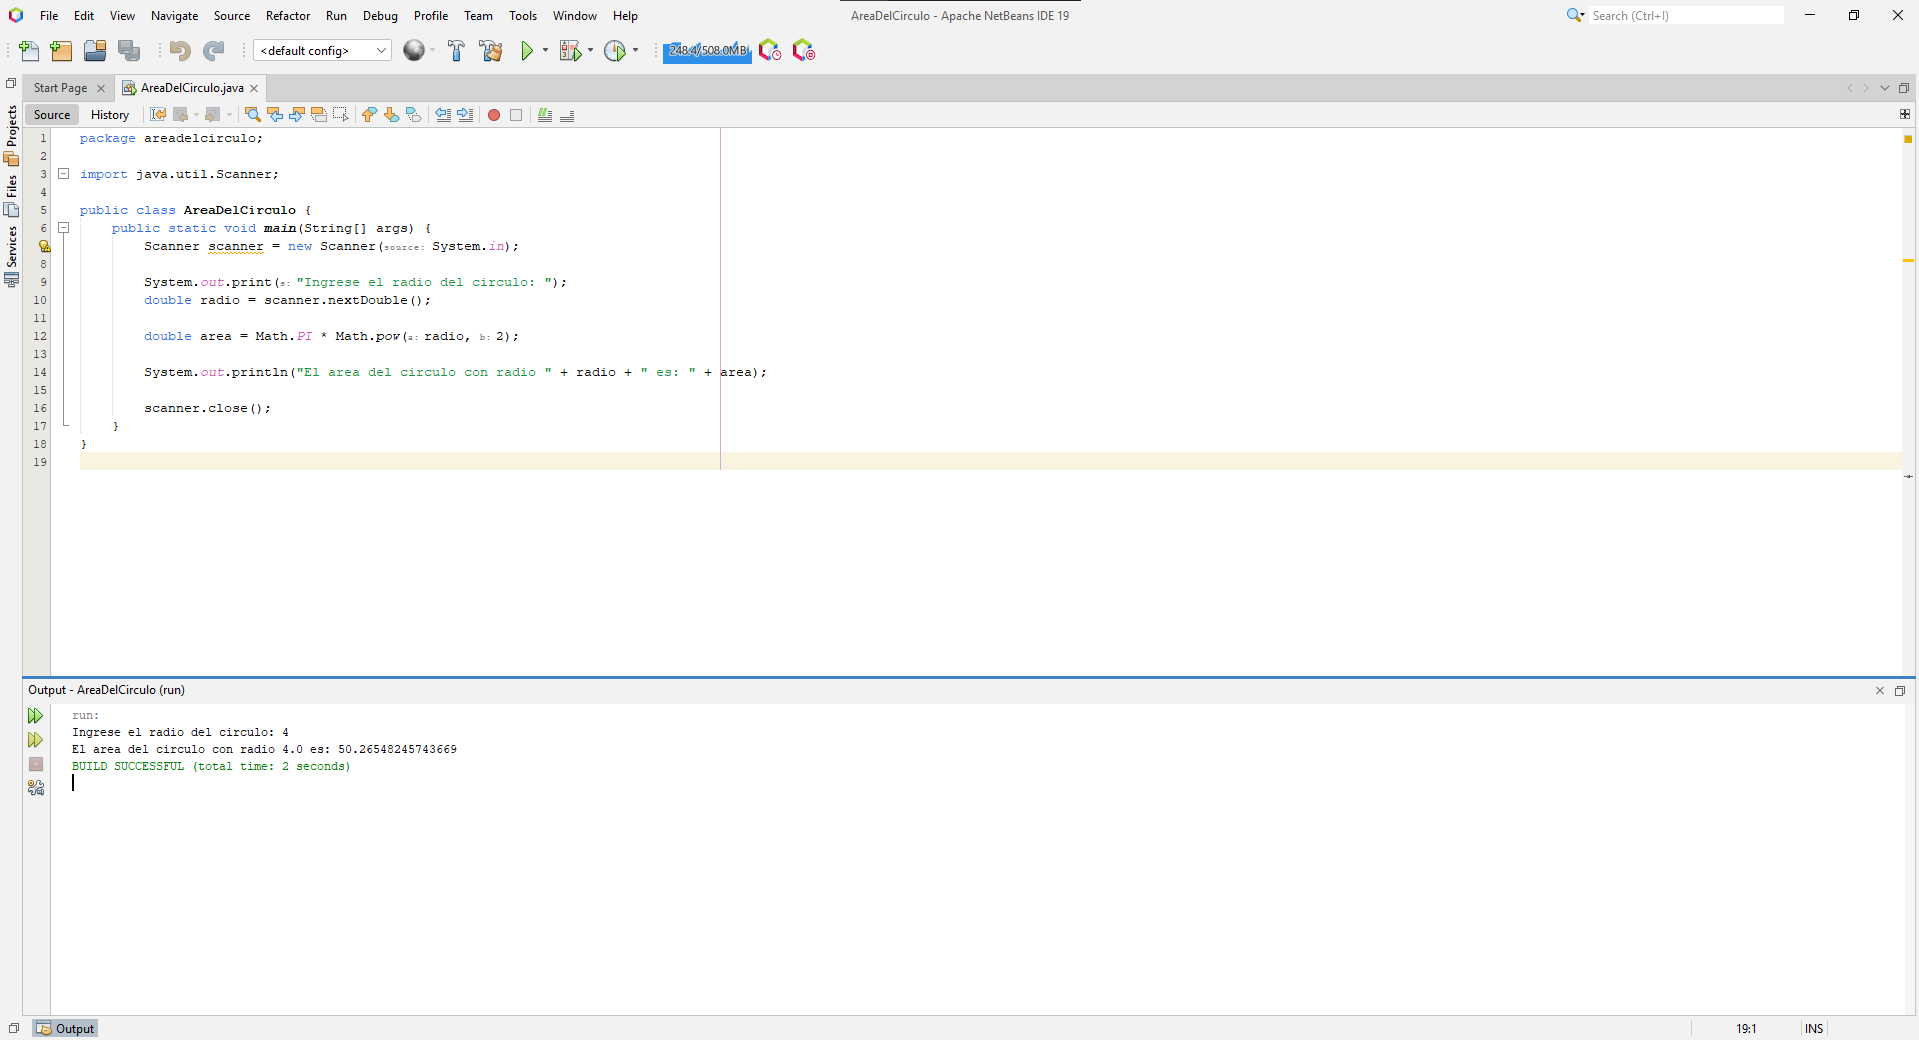 File Edit View Navigate Source Refactor Run Debug Profile Team Tools Window Help AreaDelCirculo - Apache NetBeans IDE 19 Search (Ctrl+I)
<default config> 248.4/508.0MB
Start Page AreaDelCirculo.java
Source History
Projects
Files
Services
1 package areadelcirculo;
2
3 import java.util.Scanner;
4
5 public class AreaDelCirculo {
6 public static void main(String[] args) {
Scanner scanner = new Scanner(source: System.in);
8
9 System.out.print(s: "Ingrese el radio del circulo: ");
10 double radio = scanner.nextDouble();
11
12 double area = Math.PI * Math.pow(a: radio, b: 2);
13
14 System.out.println("El area del circulo con radio " + radio + " es: " + area);
15
16 scanner.close();
17 }
18 }
19
Output - AreaDelCirculo (run)
run:
Ingrese el radio del circulo: 4
El area del circulo con radio 4.0 es: 50.26548245743669
BUILD SUCCESSFUL (total time: 2 seconds)
Output 19:1 INS